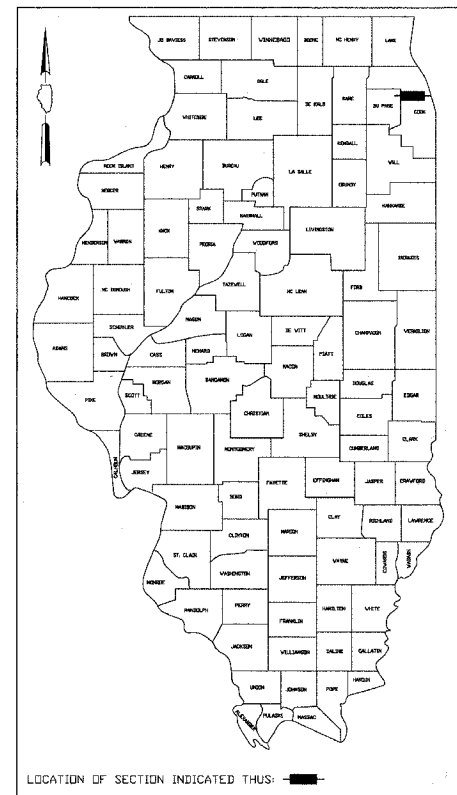 JO DAVIESS STEPHENSON WINNEBAGO BOONE MC HENRY LAKE
CARROLL OGLE DE KALB KANE DU PAGE COOK
WHITESIDE LEE KENDALL WILL
ROCK ISLAND HENRY BUREAU LA SALLE GRUNDY
MERCER PUTNAM KANKAKEE
STARK MARSHALL
HENDERSON WARREN KNOX PEORIA WOODFORD LIVINGSTON IROQUOIS
HANCOCK MC DONOUGH FULTON TAZEWELL MC LEAN FORD
MASON VERMILION
ADAMS SCHUYLER LOGAN DE WITT CHAMPAIGN
BROWN CASS MENARD MACON PIATT
MORGAN SANGAMON DOUGLAS
PIKE SCOTT CHRISTIAN MOULTRIE COLES EDGAR
GREENE MACOUPIN MONTGOMERY SHELBY CUMBERLAND CLARK
CALHOUN JERSEY FAYETTE EFFINGHAM JASPER CRAWFORD
MADISON BOND CLAY
CLINTON MARION RICHLAND LAWRENCE
ST. CLAIR WAYNE EDWARDS WABASH
MONROE WASHINGTON JEFFERSON
RANDOLPH PERRY FRANKLIN HAMILTON WHITE
JACKSON WILLIAMSON SALINE GALLATIN
UNION JOHNSON POPE HARDIN
ALEXANDER PULASKI MASSAC
LOCATION OF SECTION INDICATED THUS: